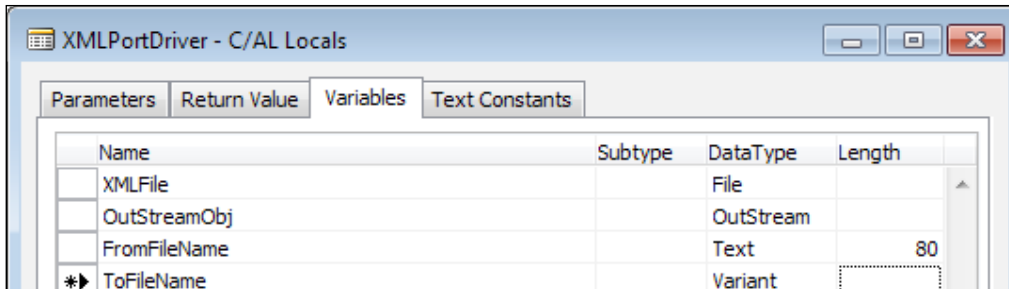 XMLPortDriver - C/AL Locals
Parameters Return Value Variables Text Constants
Name Subtype DataType Length
XMLFile File
OutStreamObj OutStream
FromFileName Text 80
ToFileName Variant